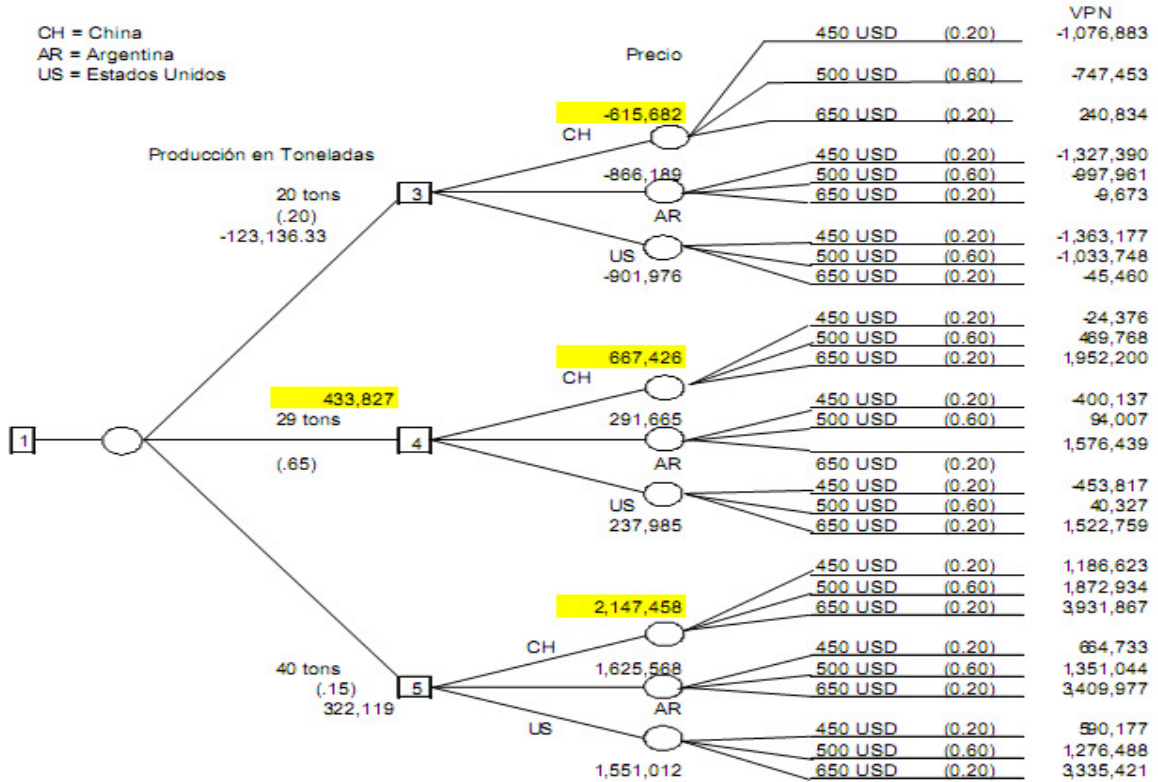 VPN
CH = China
AR = Argentina
US = Estados Unidos
Precio
450 USD (0.20) -1,076,883
500 USD (0.60) -747,453
-615,682
650 USD (0.20) 240,834
CH
Producción en Toneladas
450 USD (0.20) -1,327,390
-866,189
500 USD (0.60) -997,961
20 tons
3
650 USD (0.20) -9,673
(.20)
AR
-123,136.33
450 USD (0.20) -1,363,177
US
500 USD (0.60) -1,033,748
-901,976
650 USD (0.20) -45,460
450 USD (0.20) -24,376
500 USD (0.60) 469,768
667,426
650 USD (0.20) 1,952,200
CH
433,827
450 USD (0.20) -400,137
29 tons
291,665
500 USD (0.60) 94,007
1
4
1,576,439
(.65)
AR
650 USD (0.20)
450 USD (0.20) -453,817
US
500 USD (0.60) 40,327
237,985
650 USD (0.20) 1,522,759
450 USD (0.20) 1,186,623
500 USD (0.60) 1,872,934
2,147,458
650 USD (0.20) 3,931,867
CH
450 USD (0.20) 664,733
40 tons
1,625,568
500 USD (0.60) 1,351,044
(.15)
5
650 USD (0.20) 3,409,977
322,119
AR
US
450 USD (0.20) 590,177
500 USD (0.60) 1,276,488
1,551,012
650 USD (0.20) 3,335,421